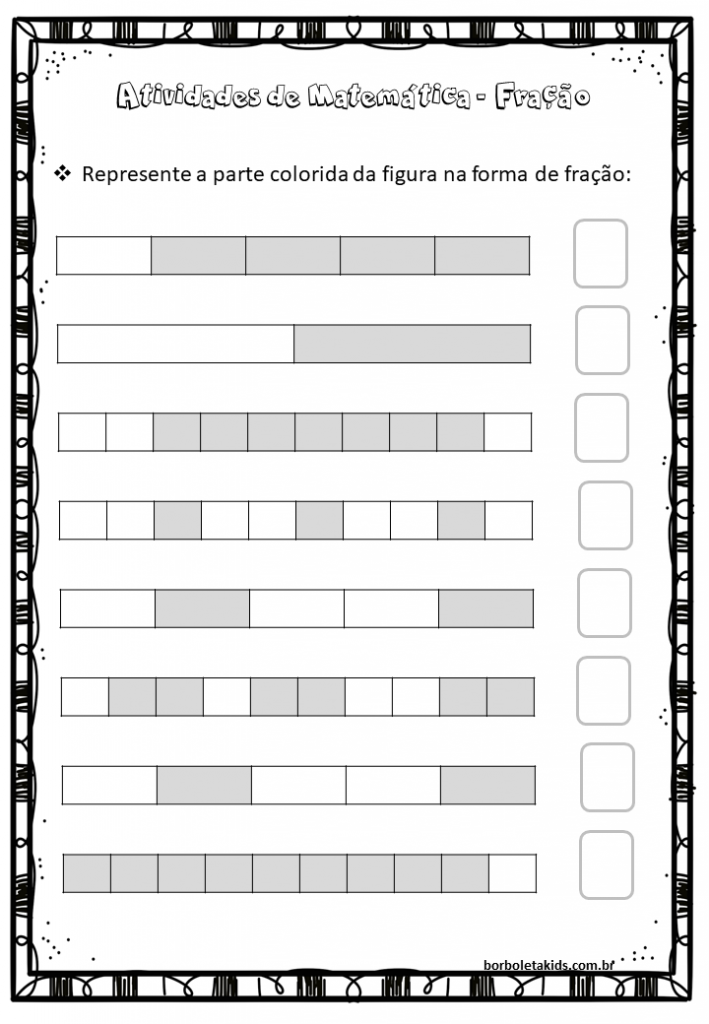 Atividades de Matemática - Fração
❖ Represente a parte colorida da figura na forma de fração:
borboletakids.com.br